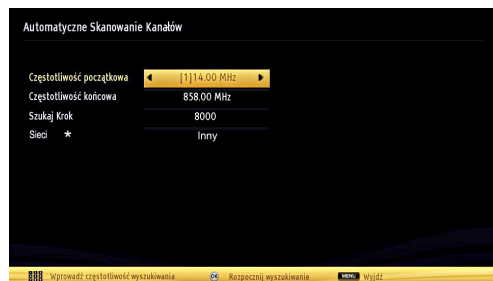 Automatyczne Skanowanie Kanałów
Częstotliwość początkowa [1]14.00 MHz
Częstotliwość końcowa 858.00 MHz
Szukaj Krok 8000
Sieci * Inny
Wprowadź częstotliwość wyszukiwania OK Rozpocznij wyszukiwanie MENU Wyjdź